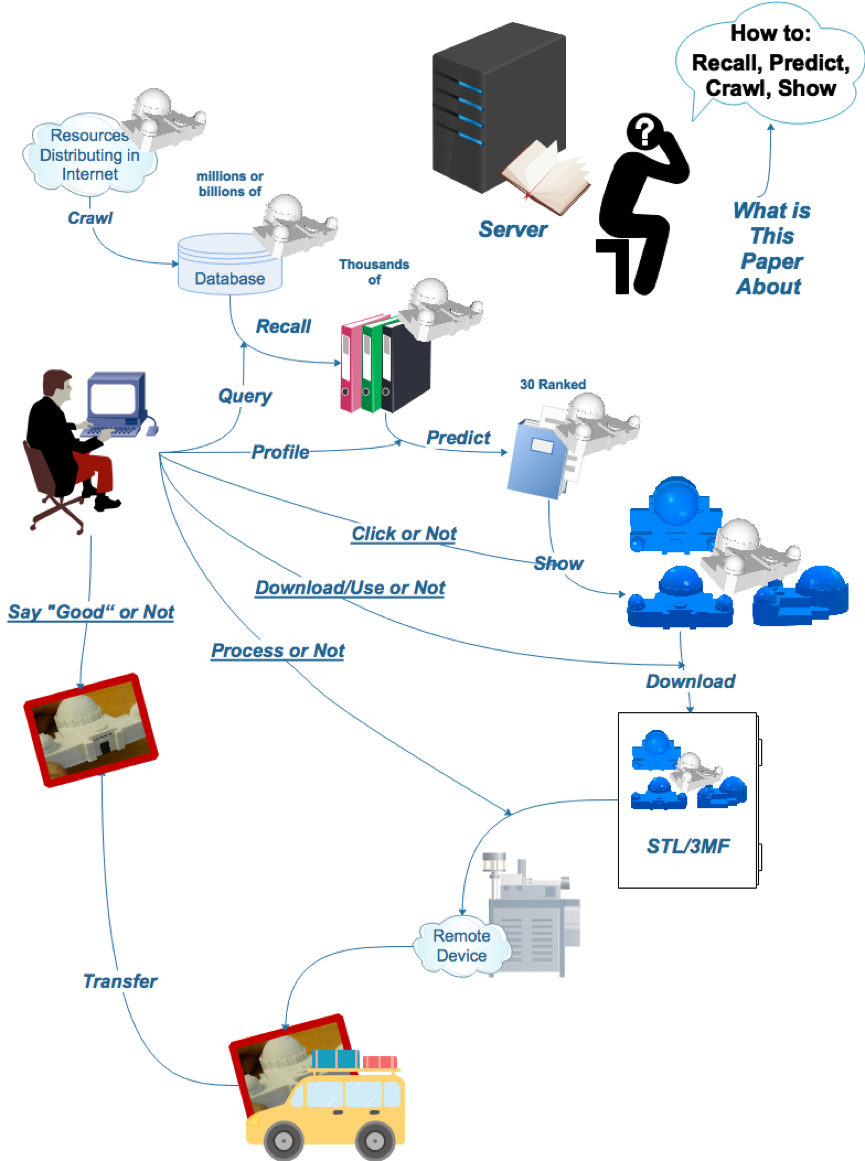 How to:
Recall, Predict,
Crawl, Show
Resources
Distributing in
Internet
millions or
billions of
Crawl
Server
What is
This
Paper
About
Database
Thousands
of
Recall
Query
30 Ranked
Profile
Predict
Click or Not
Show
Download/Use or Not
Say "Good“ or Not
Process or Not
Download
STL/3MF
Remote
Device
Transfer